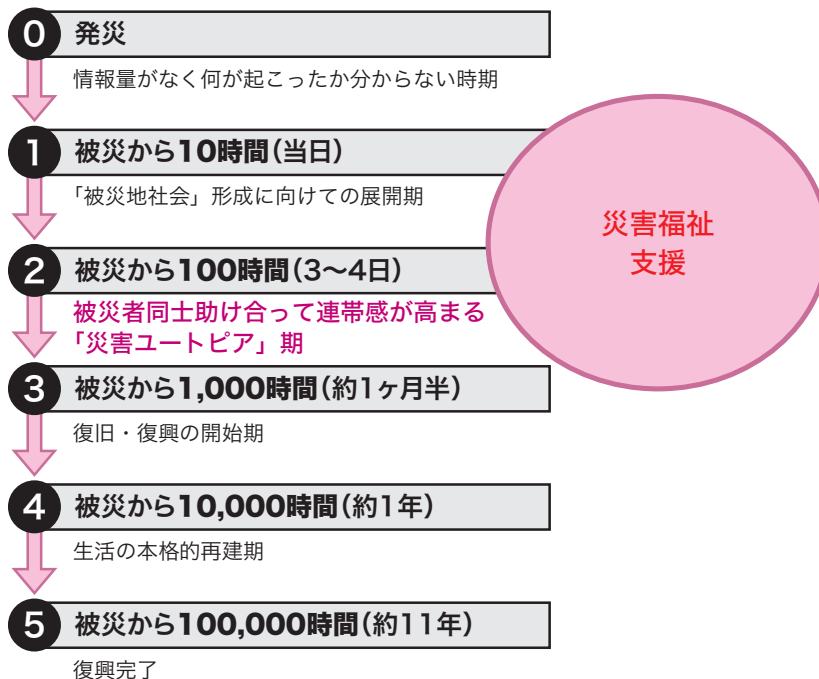 0 発災
情報量がなく何が起こったか分からない時期
1 被災から10時間(当日)
「被災地社会」形成に向けての展開期
2 被災から100時間(3〜4日)
被災者同士助け合って連帯感が高まる
「災害ユートピア」期
3 被災から1,000時間(約1ヶ月半)
復旧・復興の開始期
4 被災から10,000時間(約1年)
生活の本格的再建期
5 被災から100,000時間(約11年)
復興完了
災害福祉
支援